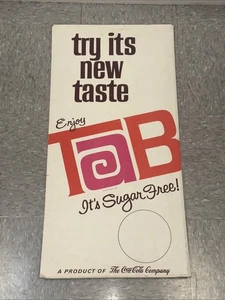 try its
new
taste
Enjoy
TaB
It's Sugar Free!
A PRODUCT OF The Coca-Cola Company